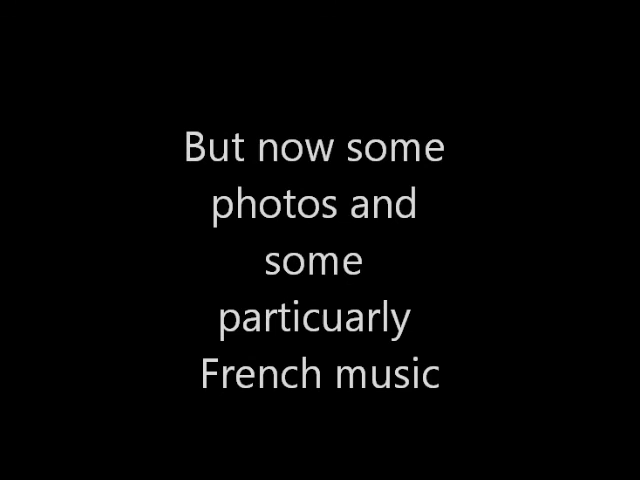 But now some
photos and
some
particuarly
French music